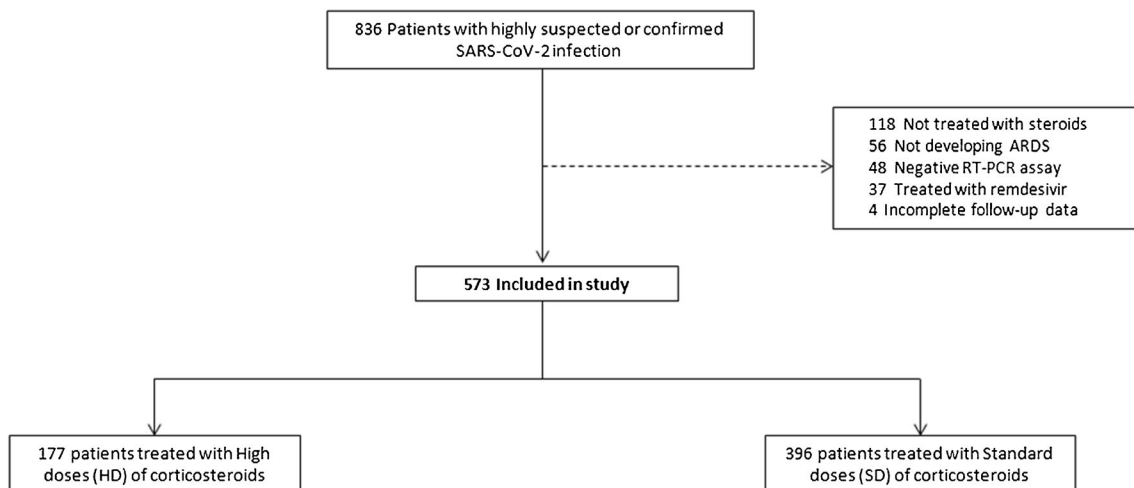 836 Patients with highly suspected or confirmed
SARS-CoV-2 infection
118 Not treated with steroids
56 Not developing ARDS
48 Negative RT-PCR assay
37 Treated with remdesivir
4 Incomplete follow-up data
573 Included in study
177 patients treated with High
doses (HD) of corticosteroids
396 patients treated with Standard
doses (SD) of corticosteroids